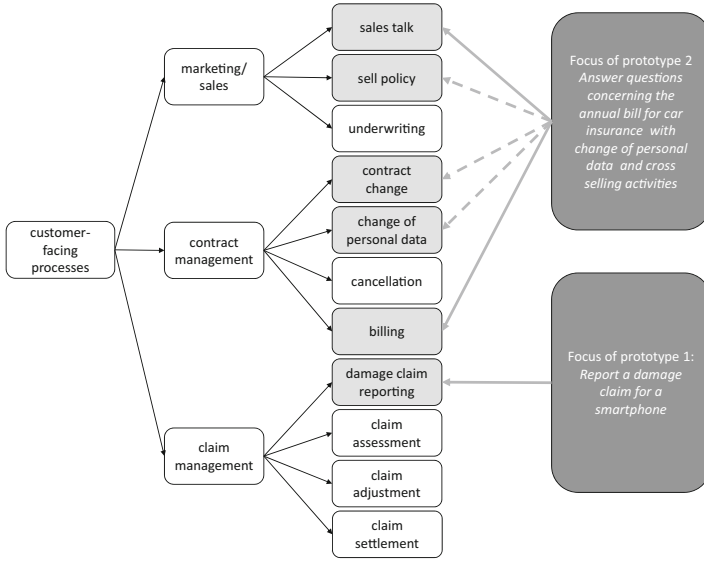 customer-
facing
processes
marketing/
sales
contract
management
claim
management
sales talk
sell policy
underwriting
contract
change
change of
personal data
cancellation
billing
damage claim
reporting
claim
assessment
claim
adjustment
claim
settlement
Focus of prototype 2
Answer questions
concerning the
annual bill for car
insurance with
change of personal
data and cross
selling activities
Focus of prototype 1:
Report a damage
claim for a
smartphone